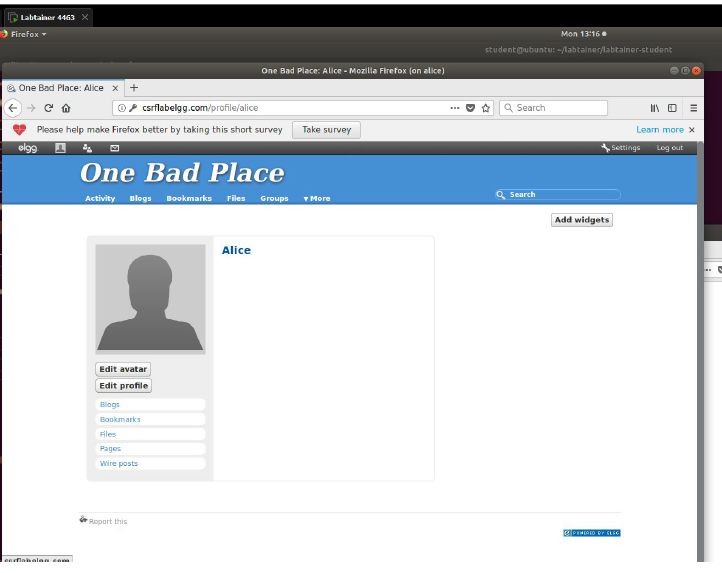 Labtainer 4463
Firefox
Mon 13:16
student@ubuntu: ~/labtainer/labtainer-student
One Bad Place: Alice - Mozilla Firefox (on alice)
One Bad Place: Alice
csrflabelgg.com/profile/alice
Search
Please help make Firefox better by taking this short survey
Take survey
Learn more
elgg
Settings
Log out
One Bad Place
Activity
Blogs
Bookmarks
Files
Groups
More
Search
Add widgets
Alice
Edit avatar
Edit profile
Blogs
Bookmarks
Files
Pages
Wire posts
Report this
POWERED BY ELGG
csrflabelgg.com